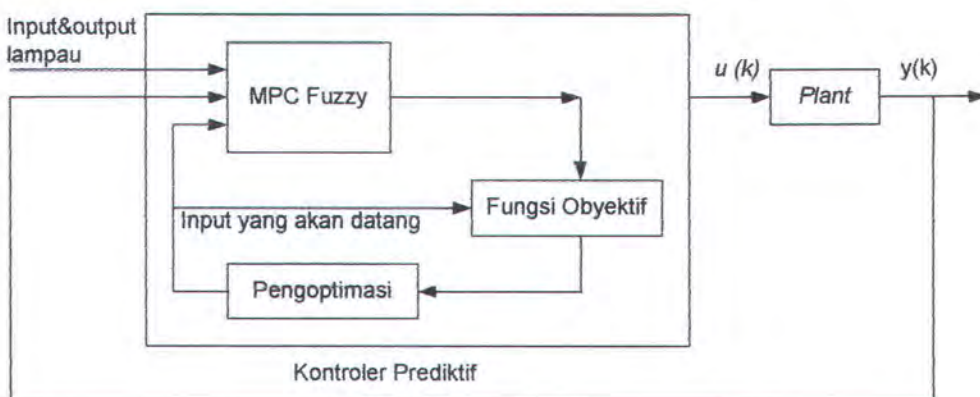 Input&output
lampau
MPC Fuzzy
u (k)
Plant
y(k)
Fungsi Obyektif
Input yang akan datang
Pengoptimasi
Kontroler Prediktif